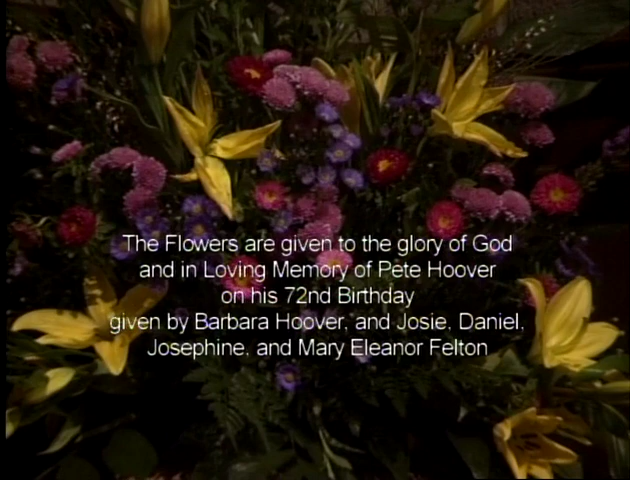 The Flowers are given to the glory of God
and in Loving Memory of Pete Hoover
on his 72nd Birthday
given by Barbara Hoover, and Josie, Daniel,
Josephine, and Mary Eleanor Felton